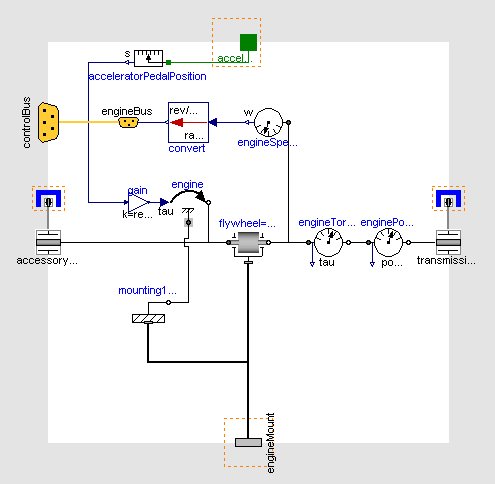 s
accel...
acceleratorPedalPosition
controlBus
engineBus
rev/...
ra...
convert
w
engineSpe...
gain
k=re...
engine
tau
flywheel=...
engineTor...
tau
enginePo...
po...
accessory...
transmissi...
mounting1...
engineMount